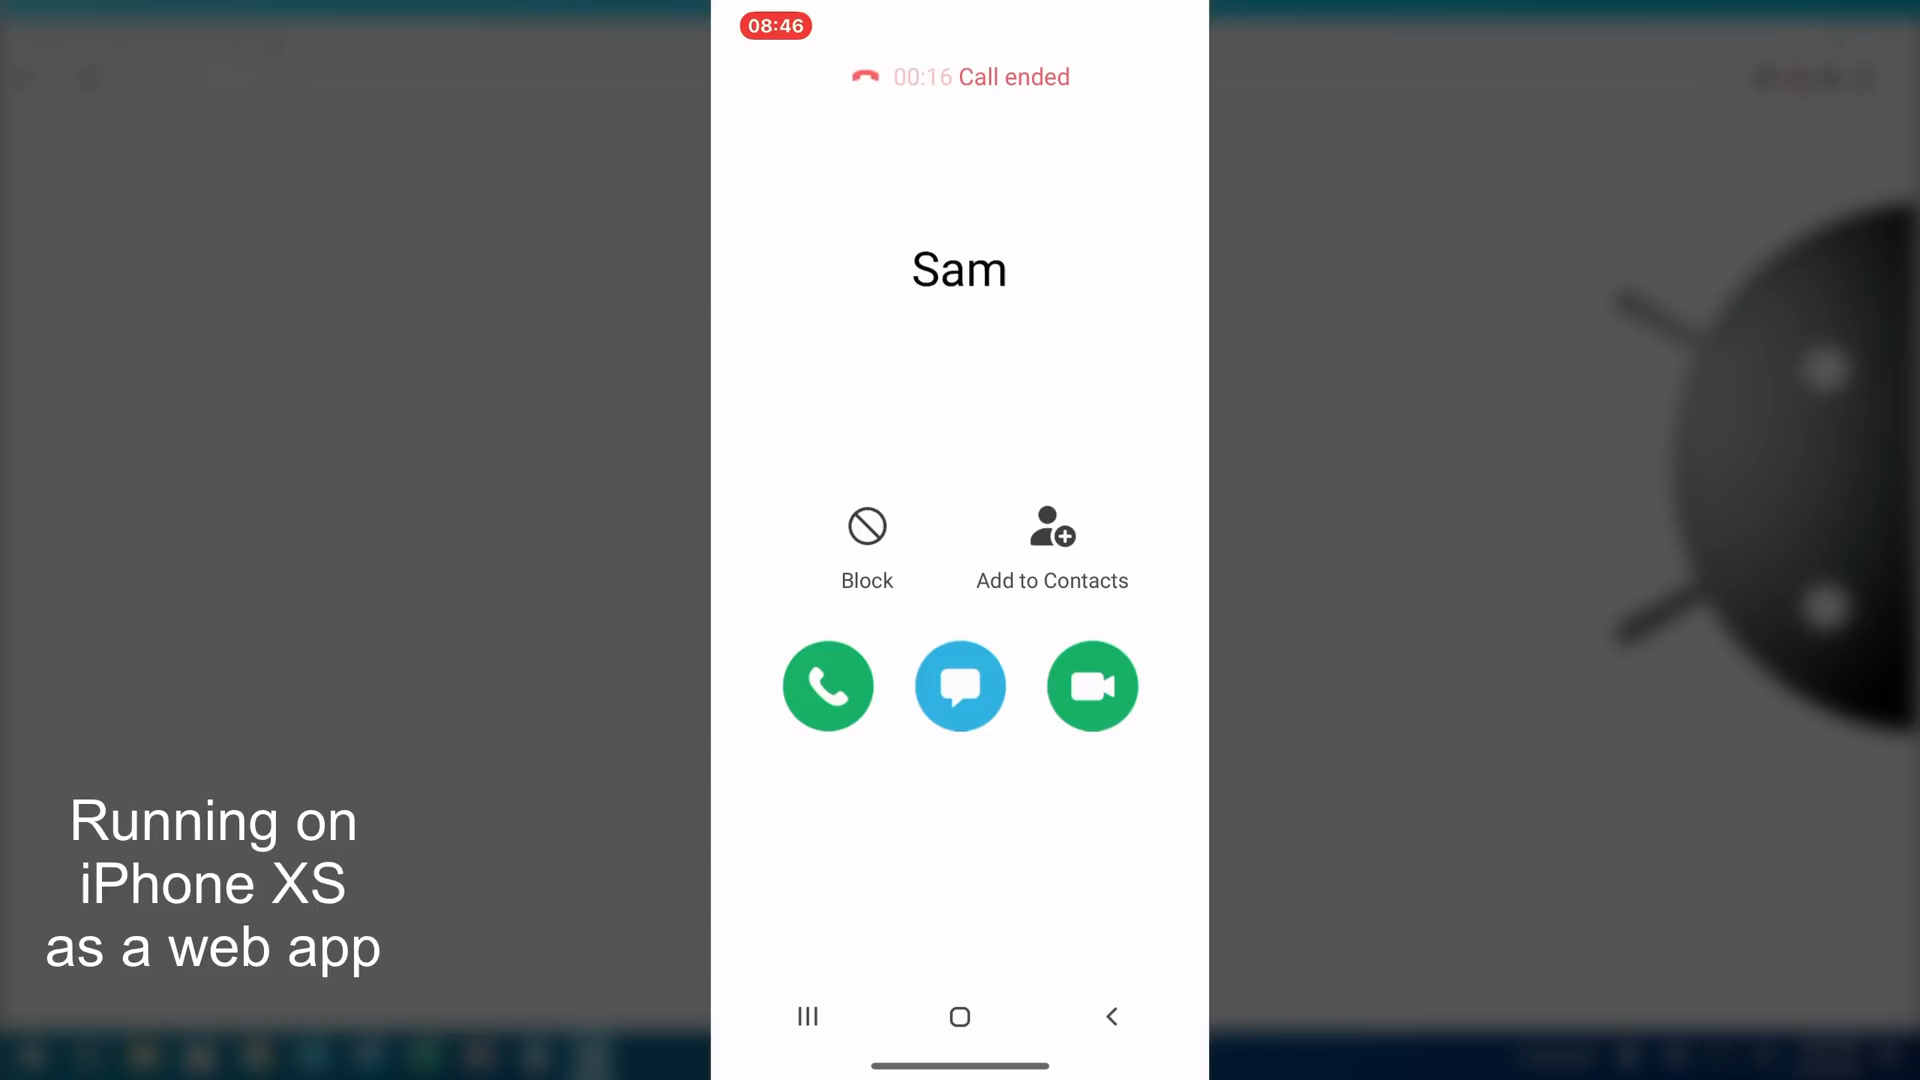 08:46
00:16 Call ended
Sam
Block
Add to Contacts
Running on
iPhone XS
as a web app